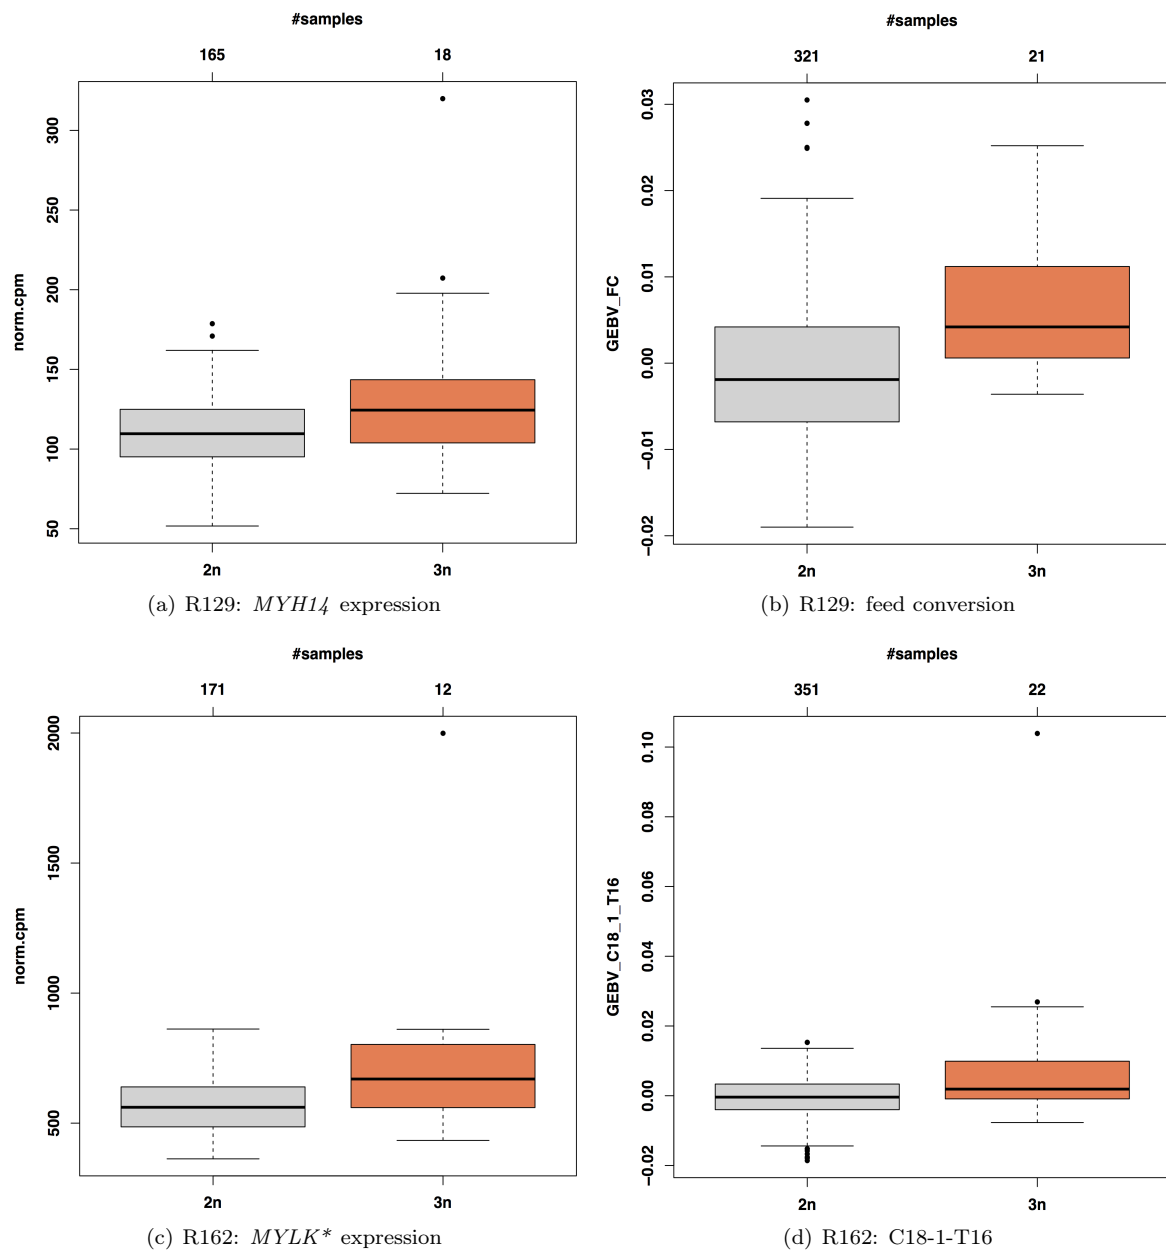 #samples
165 18
norm.cpm
300
250
200
150
100
50
2n 3n
(a) R129: MYH14 expression
#samples
321 21
GEBV_FC
0.03
0.02
0.01
0.00
−0.01
−0.02
2n 3n
(b) R129: feed conversion
#samples
171 12
norm.cpm
2000
1500
1000
500
2n 3n
(c) R162: MYLK* expression
#samples
351 22
GEBV_C18_1_T16
0.10
0.08
0.06
0.04
0.02
0.00
−0.02
2n 3n
(d) R162: C18-1-T16